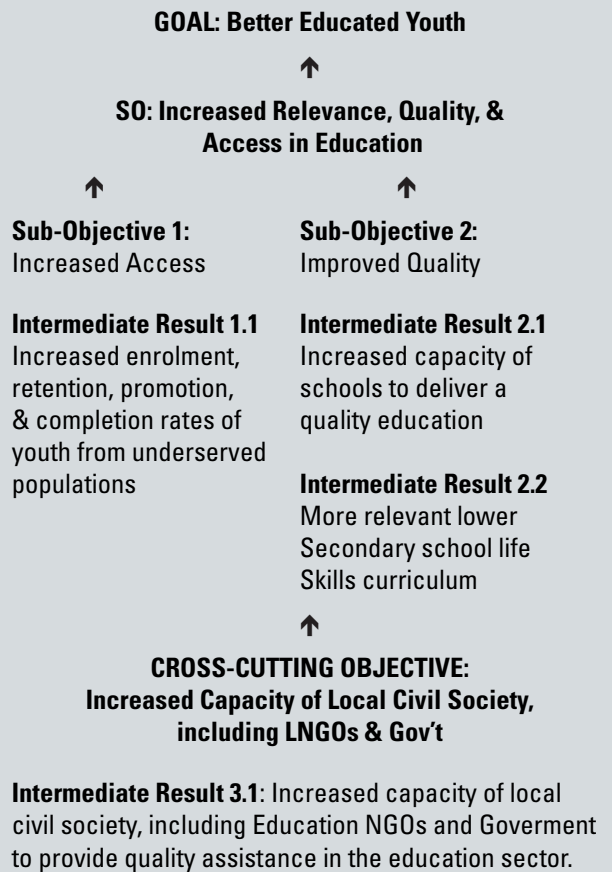 GOAL: Better Educated Youth
SO: Increased Relevance, Quality, &
Access in Education
Sub-Objective 1:
Increased Access
Intermediate Result 1.1
Increased enrolment,
retention, promotion,
& completion rates of
youth from underserved
populations
Sub-Objective 2:
Improved Quality
Intermediate Result 2.1
Increased capacity of
schools to deliver a
quality education
Intermediate Result 2.2
More relevant lower
Secondary school life
Skills curriculum
CROSS-CUTTING OBJECTIVE:
Increased Capacity of Local Civil Society,
including LNGOs & Gov't
Intermediate Result 3.1: Increased capacity of local
civil society, including Education NGOs and Goverment
to provide quality assistance in the education sector.